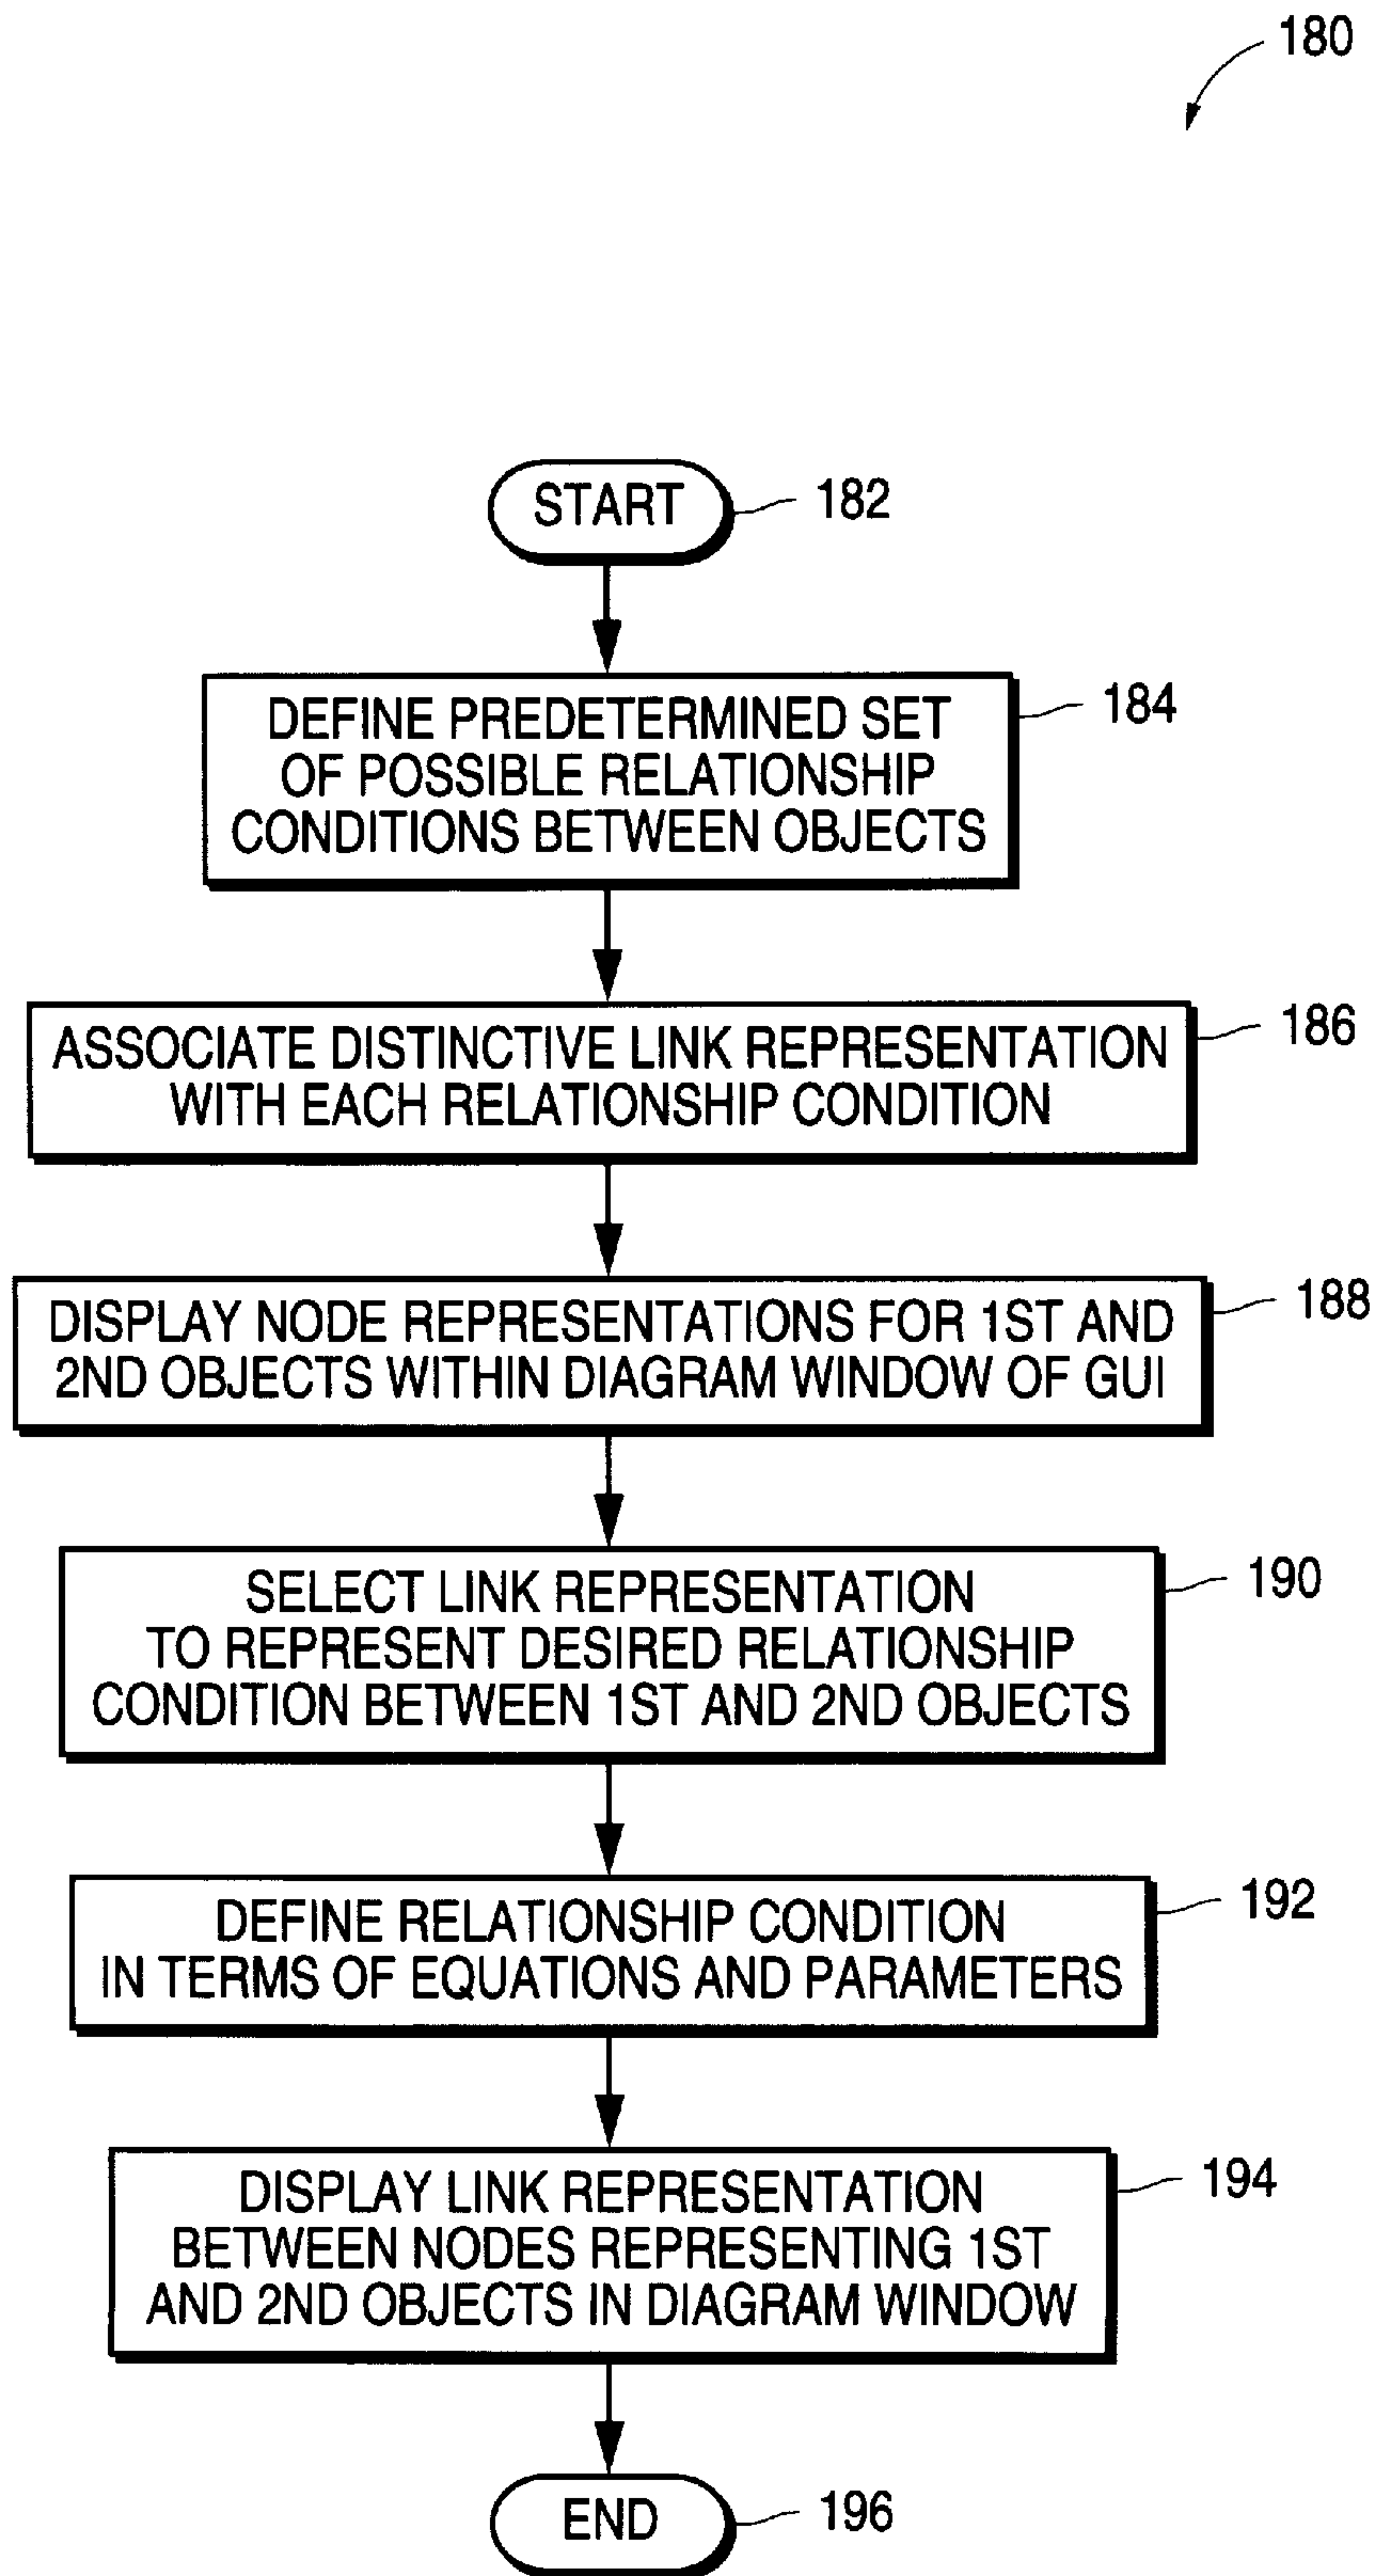 180
START
182
DEFINE PREDETERMINED SET
OF POSSIBLE RELATIONSHIP
CONDITIONS BETWEEN OBJECTS
184
ASSOCIATE DISTINCTIVE LINK REPRESENTATION
WITH EACH RELATIONSHIP CONDITION
186
DISPLAY NODE REPRESENTATIONS FOR 1ST AND
2ND OBJECTS WITHIN DIAGRAM WINDOW OF GUI
188
SELECT LINK REPRESENTATION
TO REPRESENT DESIRED RELATIONSHIP
CONDITION BETWEEN 1ST AND 2ND OBJECTS
190
DEFINE RELATIONSHIP CONDITION
IN TERMS OF EQUATIONS AND PARAMETERS
192
DISPLAY LINK REPRESENTATION
BETWEEN NODES REPRESENTING 1ST
AND 2ND OBJECTS IN DIAGRAM WINDOW
194
END
196